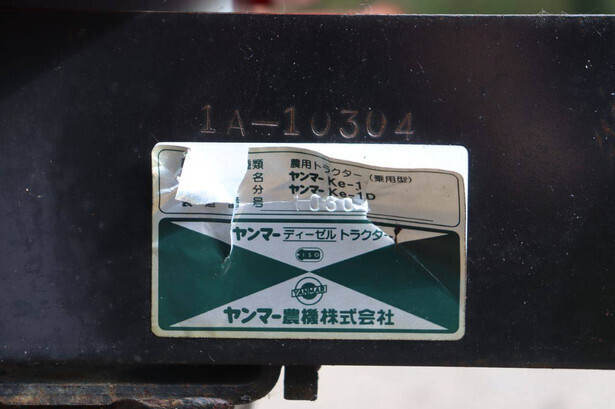 1A-10304
類 農用トラクター (乗用型)
名 ヤンマー Ke-1
分 ヤンマー Ke-1D
号 1030
ヤンマー ディーゼル トラクター
ISO
YANMAR
ヤンマー農機株式会社